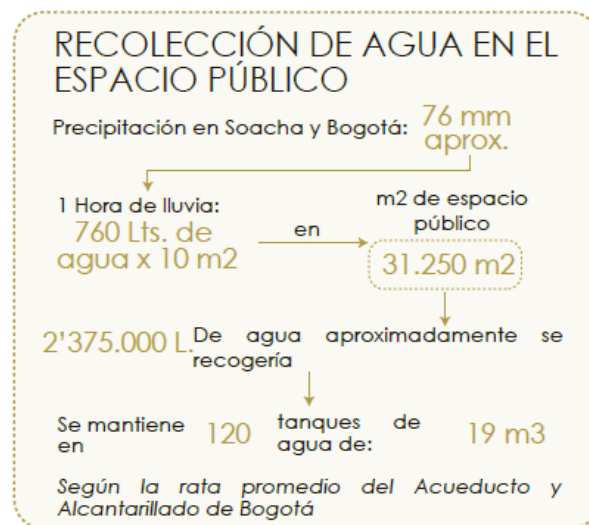 RECOLECCIÓN DE AGUA EN EL
ESPACIO PÚBLICO
Precipitación en Soacha y Bogotá:
76 mm
aprox.
1 Hora de lluvia:
760 Lts. de
agua x 10 m2
en
m2 de espacio
público
31.250 m2
2'375.000 L.
De agua aproximadamente se
recogería
Se mantiene
en
120
tanques de
agua de:
19 m3
Según la rata promedio del Acueducto y
Alcantarillado de Bogotá